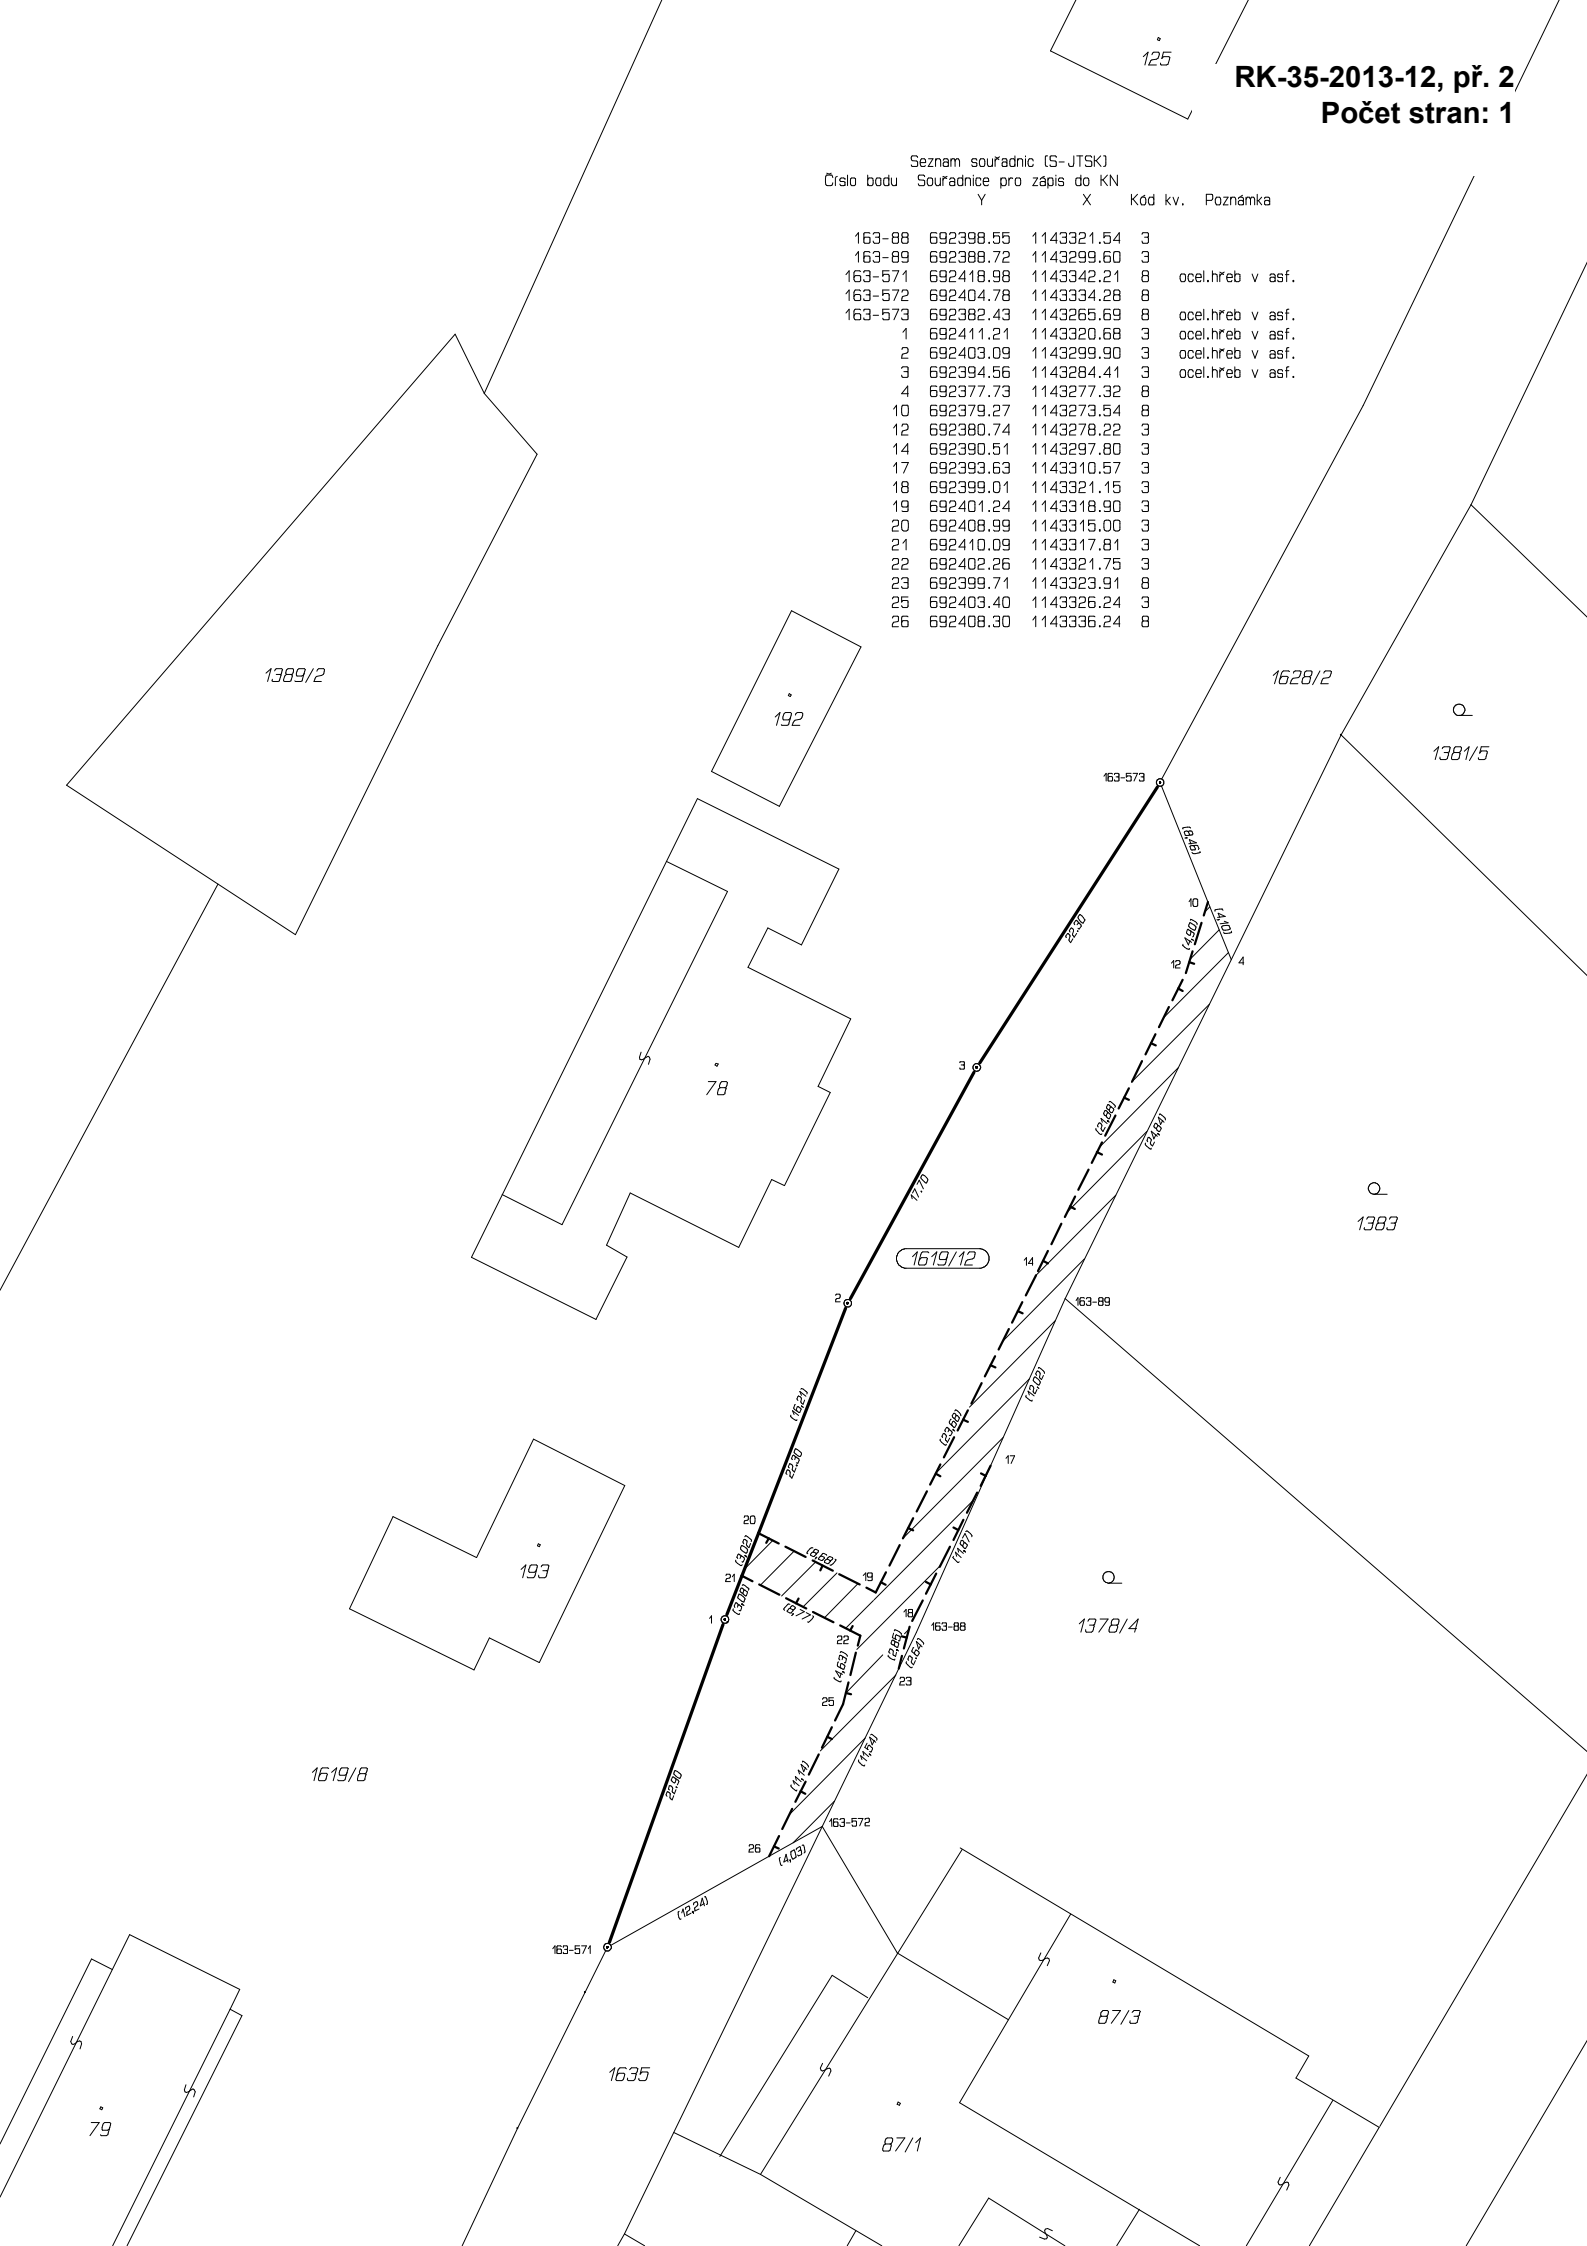 125
RK-35-2013-12, př. 2
Počet stran: 1
Seznam souřadnic (S-JTSK)
Číslo bodu Souřadnice pro zápis do KN
Y X Kód kv. Poznámka
163-88 692398.55 1143321.54 3
163-89 692388.72 1143299.60 3
163-571 692418.98 1143342.21 8 ocel.hřeb v asf.
163-572 692404.78 1143334.28 8
163-573 692382.43 1143265.69 8 ocel.hřeb v asf.
1 692411.21 1143320.68 3 ocel.hřeb v asf.
2 692403.09 1143299.90 3 ocel.hřeb v asf.
3 692394.56 1143284.41 3 ocel.hřeb v asf.
4 692377.73 1143277.32 8
10 692379.27 1143273.54 8
12 692380.74 1143278.22 3
14 692390.51 1143297.80 3
17 692393.63 1143310.57 3
18 692399.01 1143321.15 3
19 692401.24 1143318.90 3
20 692408.99 1143315.00 3
21 692410.09 1143317.81 3
22 692402.26 1143321.75 3
23 692399.71 1143323.91 8
25 692403.40 1143326.24 3
26 692408.30 1143336.24 8
1389/2
1628/2
192
1381/5
163-573
(8,46)
10
(4,10)
22.30
(4,90)
12
4
3
78
(21,88)
(24,84)
17.70
1383
1619/12
14
2
163-89
(12,02)
(16,21)
(23,68)
22.30
17
20
(3,02)
(8,68)
(11,87)
193
21
19
(3,08)
(8,77)
18
1
163-88
1378/4
22
(2,85)
(2,64)
(4,63)
23
25
(11,54)
1619/8
22.90
(11,14)
163-572
26
(4,03)
(12,24)
163-571
87/3
1635
79
87/1